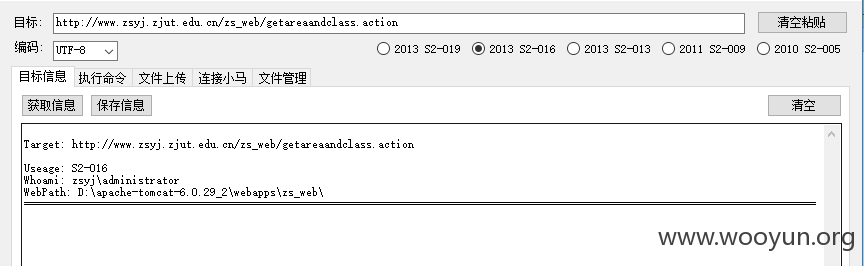 目标: http://www.zsyj.zjut.edu.cn/zs_web/getareaandclass.action 清空粘贴
编码: UTF-8 2013 S2-019 2013 S2-016 2013 S2-013 2011 S2-009 2010 S2-005
目标信息 执行命令 文件上传 连接小马 文件管理
获取信息 保存信息 清空
Target: http://www.zsyj.zjut.edu.cn/zs_web/getareaandclass.action
Useage: S2-016
Whoami: zsyj\administrator
WebPath: D:\apache-tomcat-6.0.29_2\webapps\zs_web\
www.wooyun.org